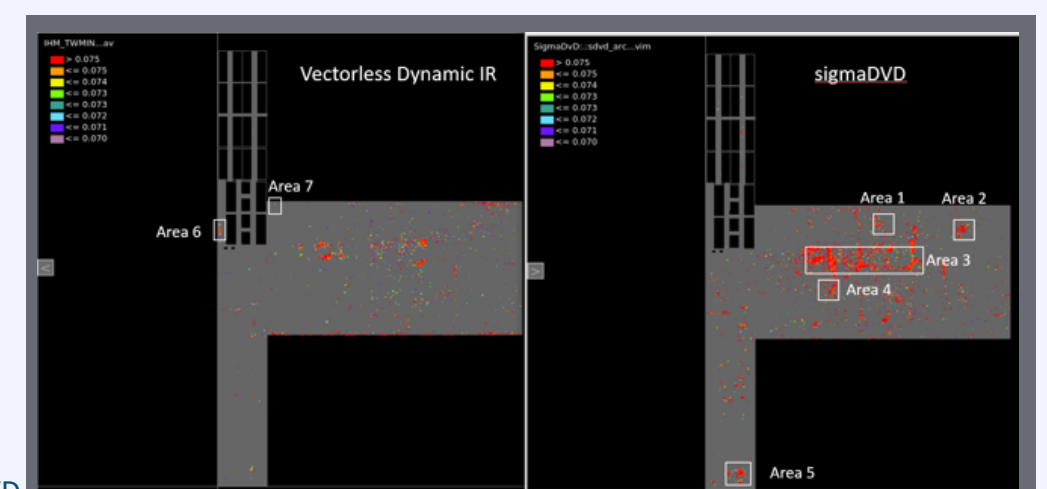 IHM_TWMIN...av
> 0.075
<= 0.075
<= 0.074
<= 0.073
<= 0.073
<= 0.072
<= 0.071
<= 0.070
Vectorless Dynamic IR
Area 7
Area 6
<
SigmaDvD:.:sdvd_arc...vim
> 0.075
<= 0.075
<= 0.074
<= 0.073
<= 0.073
<= 0.072
<= 0.071
<= 0.070
sigmaDVD
Area 1
Area 2
Area 3
Area 4
>
Area 5